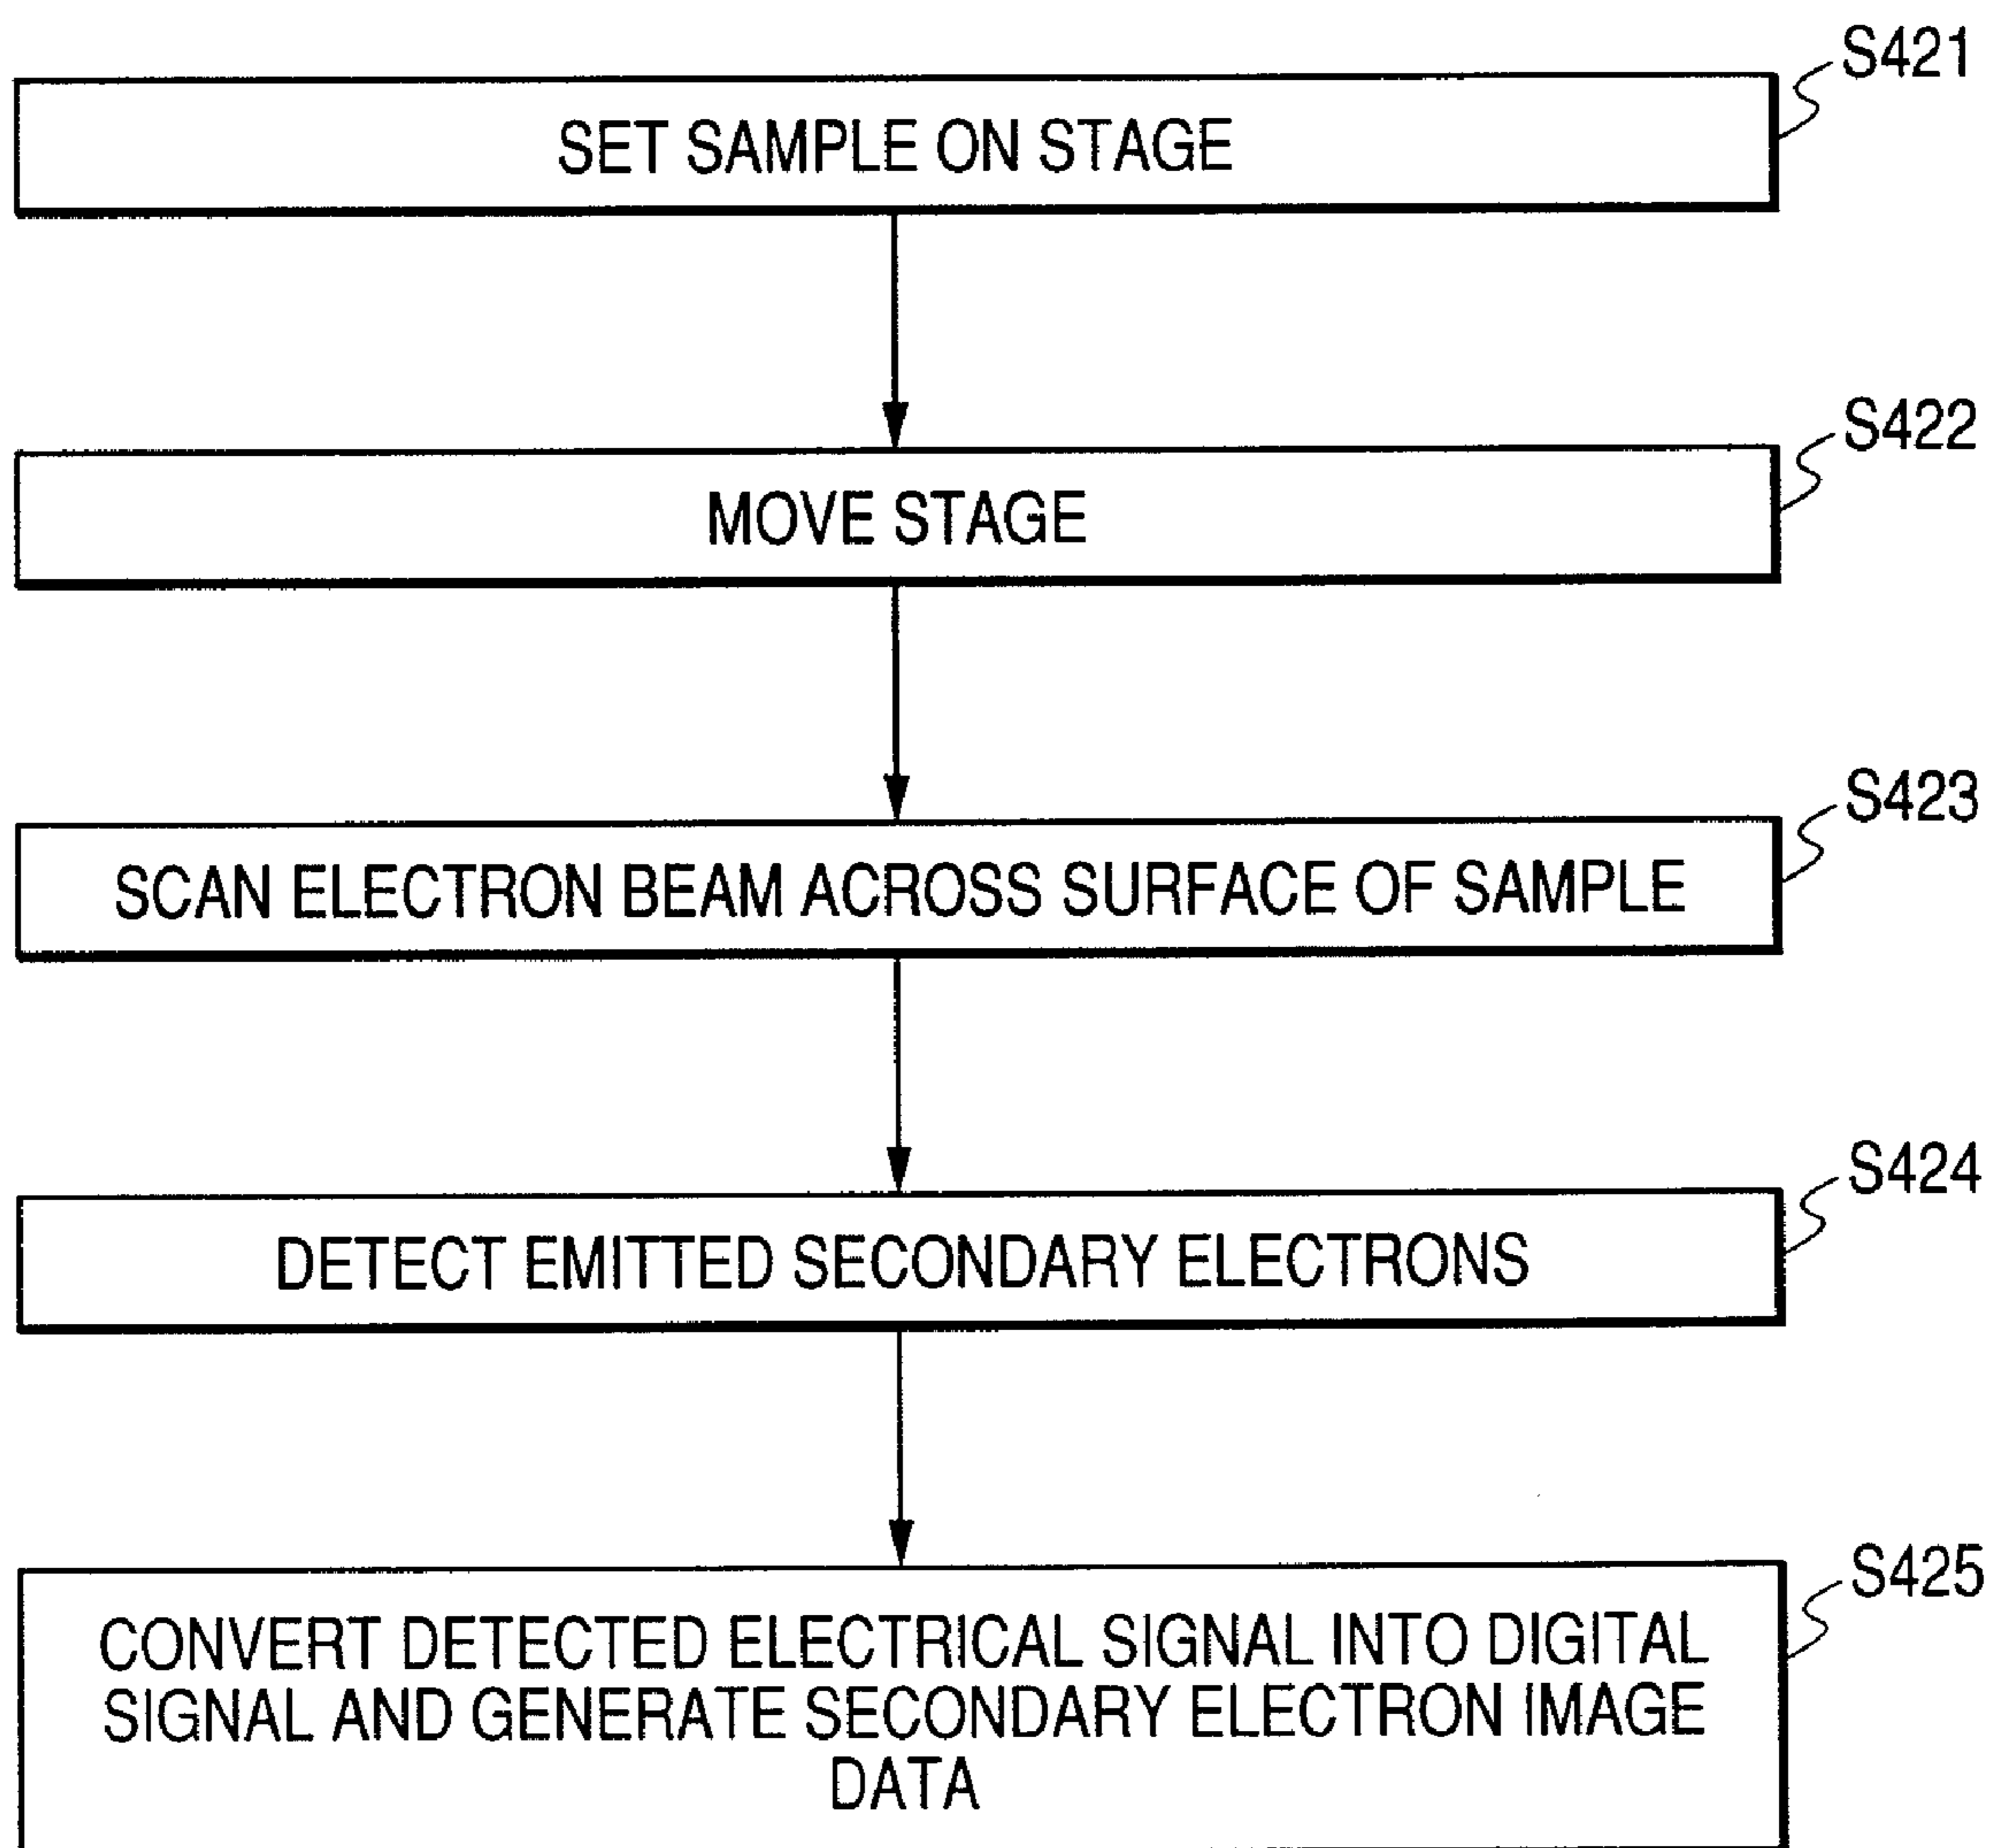 S421
SET SAMPLE ON STAGE
S422
MOVE STAGE
S423
SCAN ELECTRON BEAM ACROSS SURFACE OF SAMPLE
S424
DETECT EMITTED SECONDARY ELECTRONS
S425
CONVERT DETECTED ELECTRICAL SIGNAL INTO DIGITAL
SIGNAL AND GENERATE SECONDARY ELECTRON IMAGE
DATA